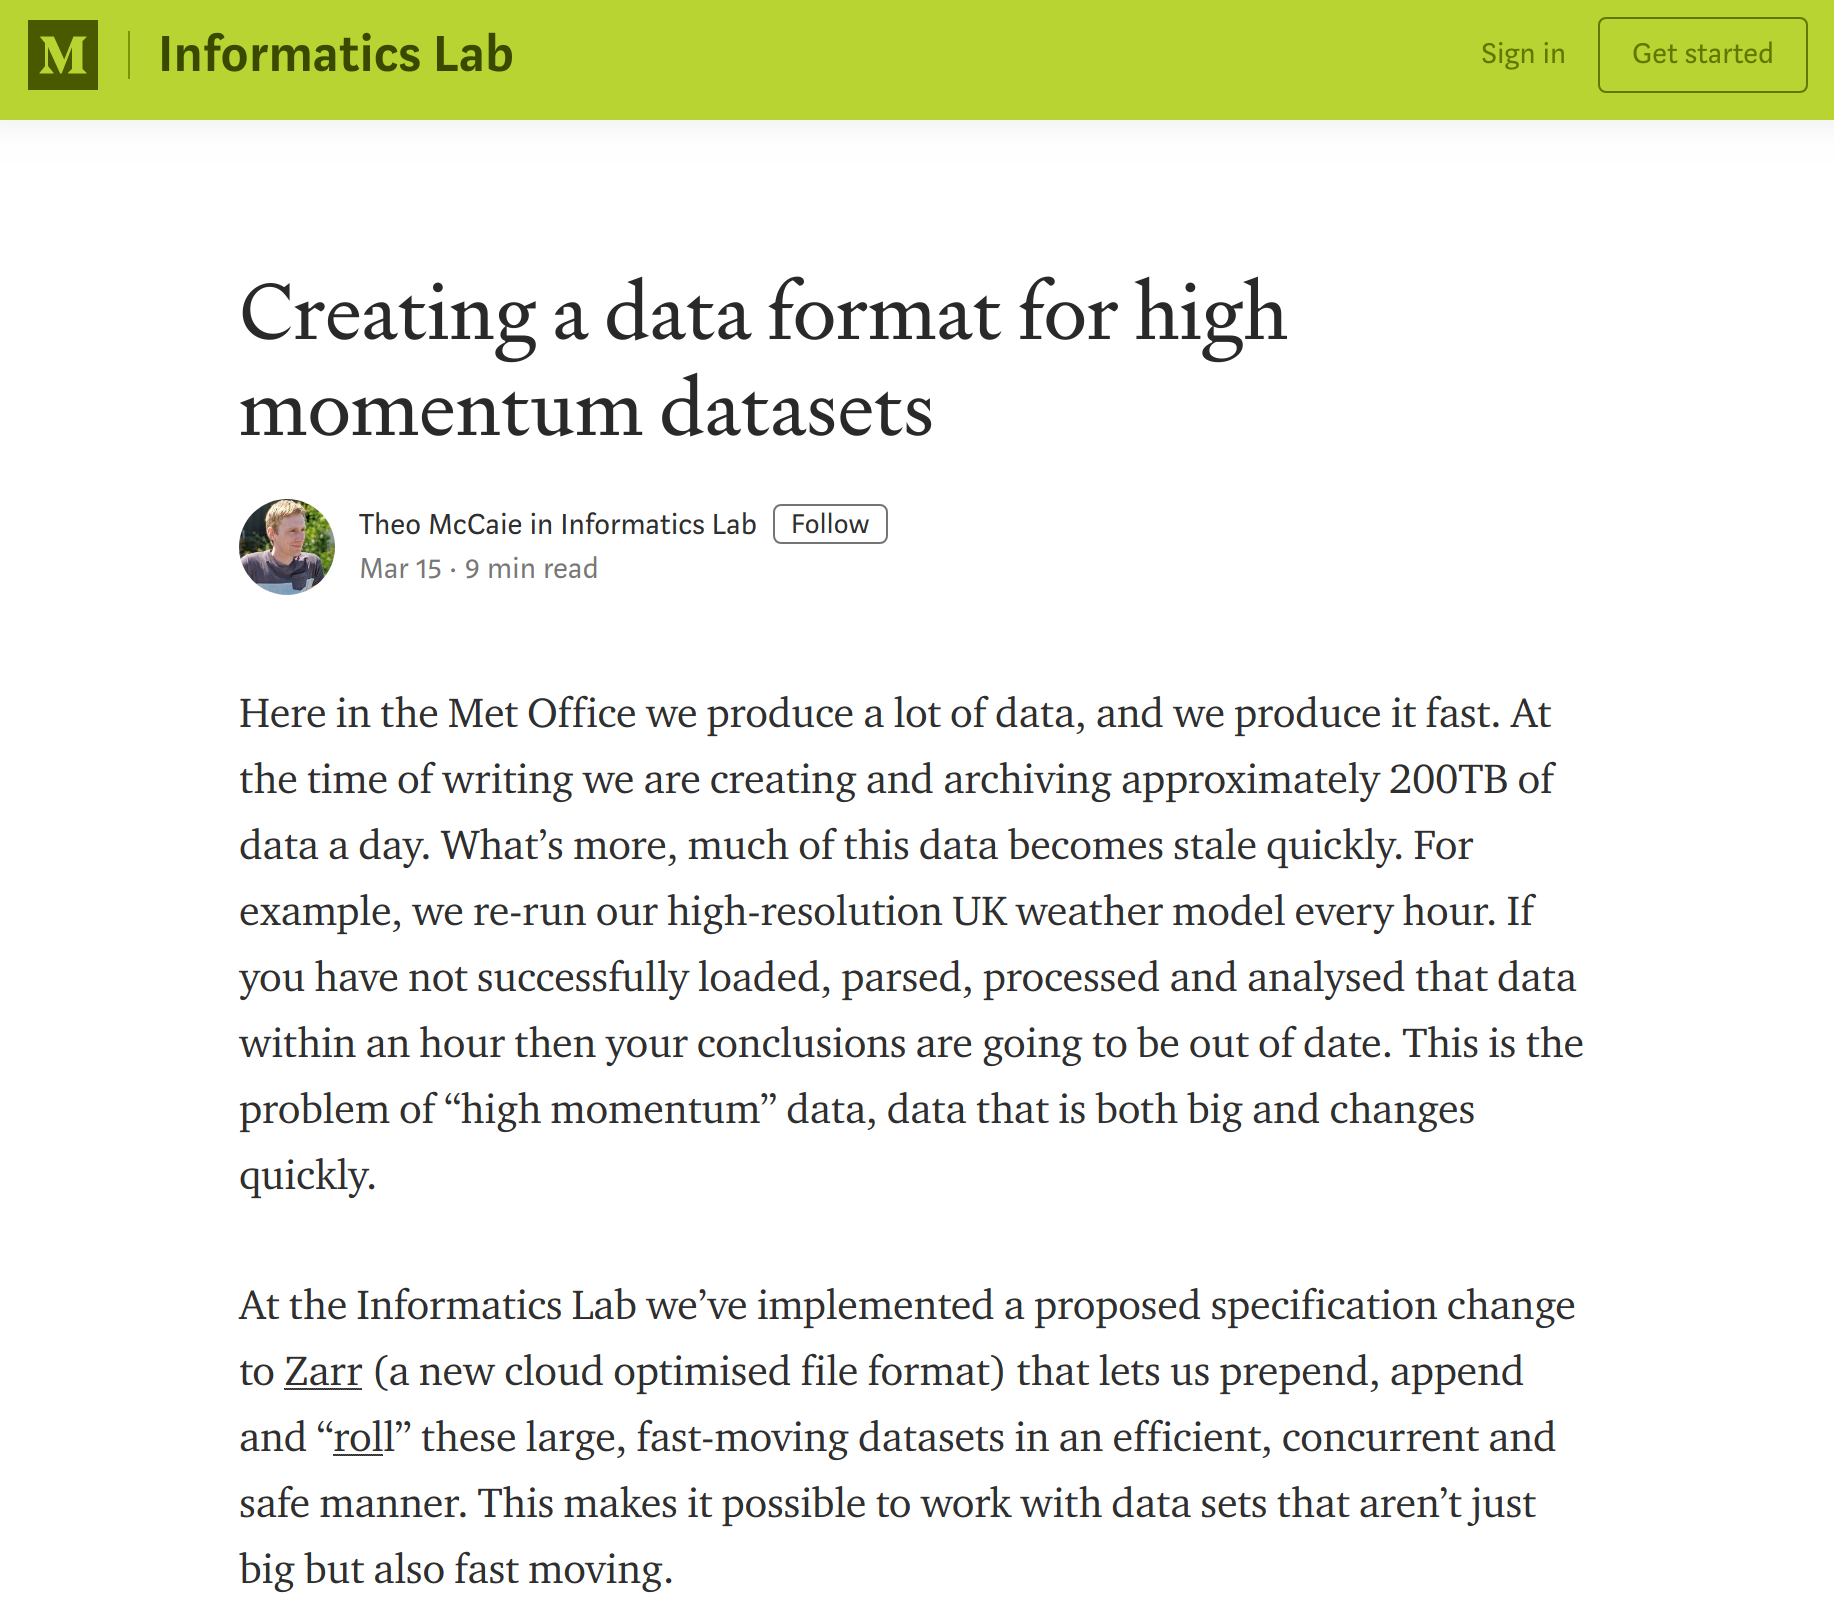 M
Informatics Lab
Sign in
Get started
Creating a data format for high
momentum datasets
Theo McCaie in Informatics Lab
Follow
Mar 15 · 9 min read
Here in the Met Office we produce a lot of data, and we produce it fast. At
the time of writing we are creating and archiving approximately 200TB of
data a day. What’s more, much of this data becomes stale quickly. For
example, we re-run our high-resolution UK weather model every hour. If
you have not successfully loaded, parsed, processed and analysed that data
within an hour then your conclusions are going to be out of date. This is the
problem of “high momentum” data, data that is both big and changes
quickly.
At the Informatics Lab we’ve implemented a proposed specification change
to Zarr (a new cloud optimised file format) that lets us prepend, append
and “roll” these large, fast-moving datasets in an efficient, concurrent and
safe manner. This makes it possible to work with data sets that aren’t just
big but also fast moving.